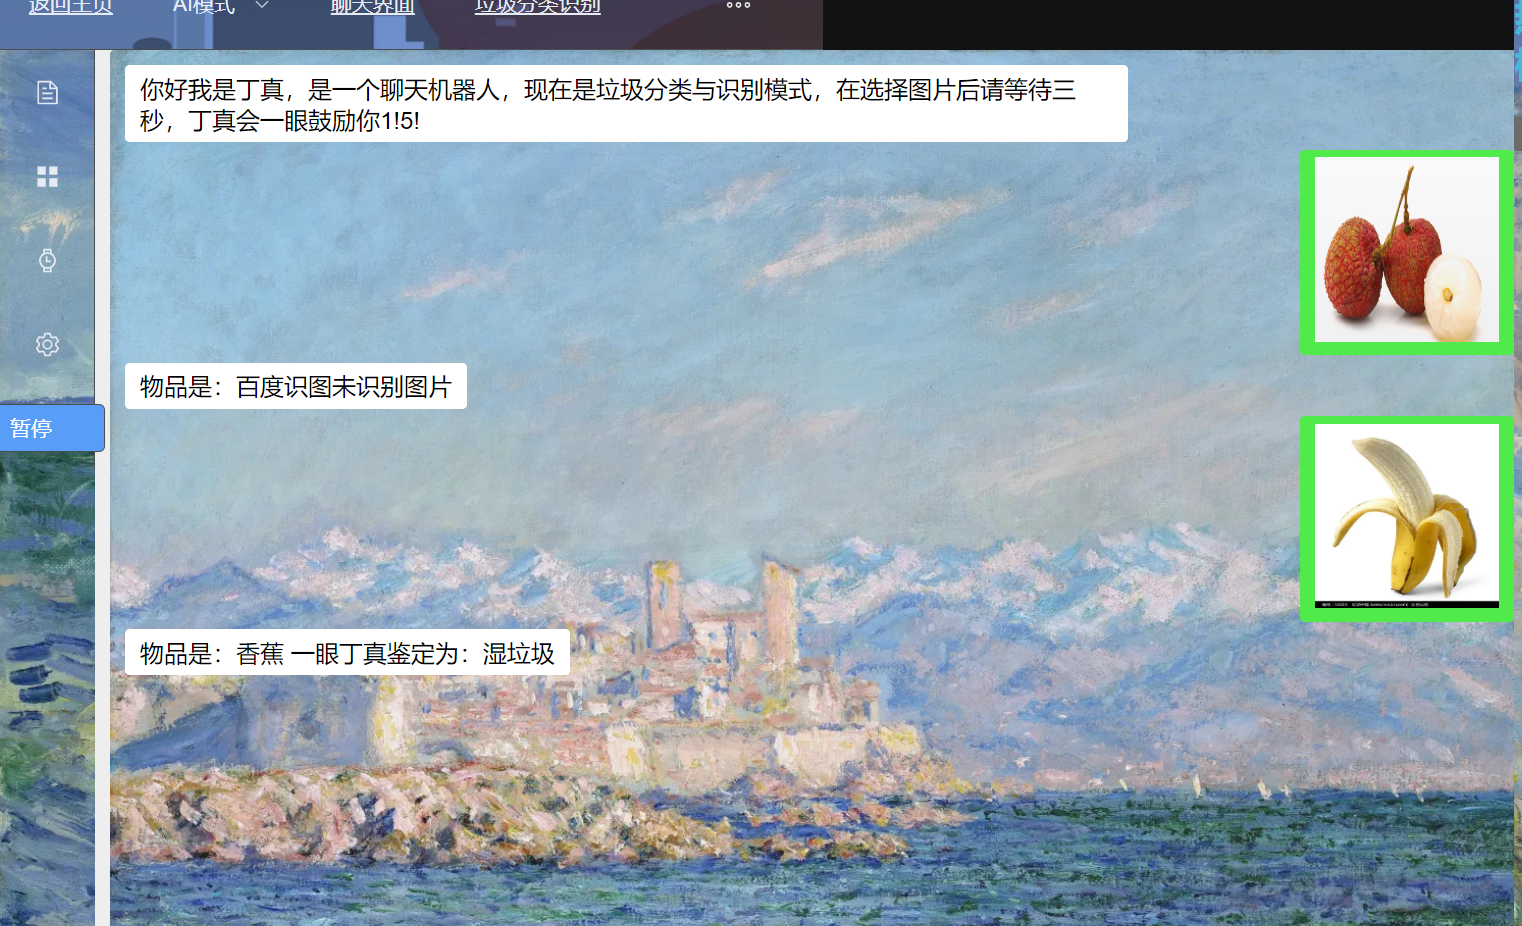 返回主页
AI模式
聊天界面
垃圾分类识别
你好我是丁真，是一个聊天机器人，现在是垃圾分类与识别模式，在选择图片后请等待三
秒，丁真会一眼鼓励你1!5!
物品是：百度识图未识别图片
暂停
物品是：香蕉 一眼丁真鉴定为：湿垃圾